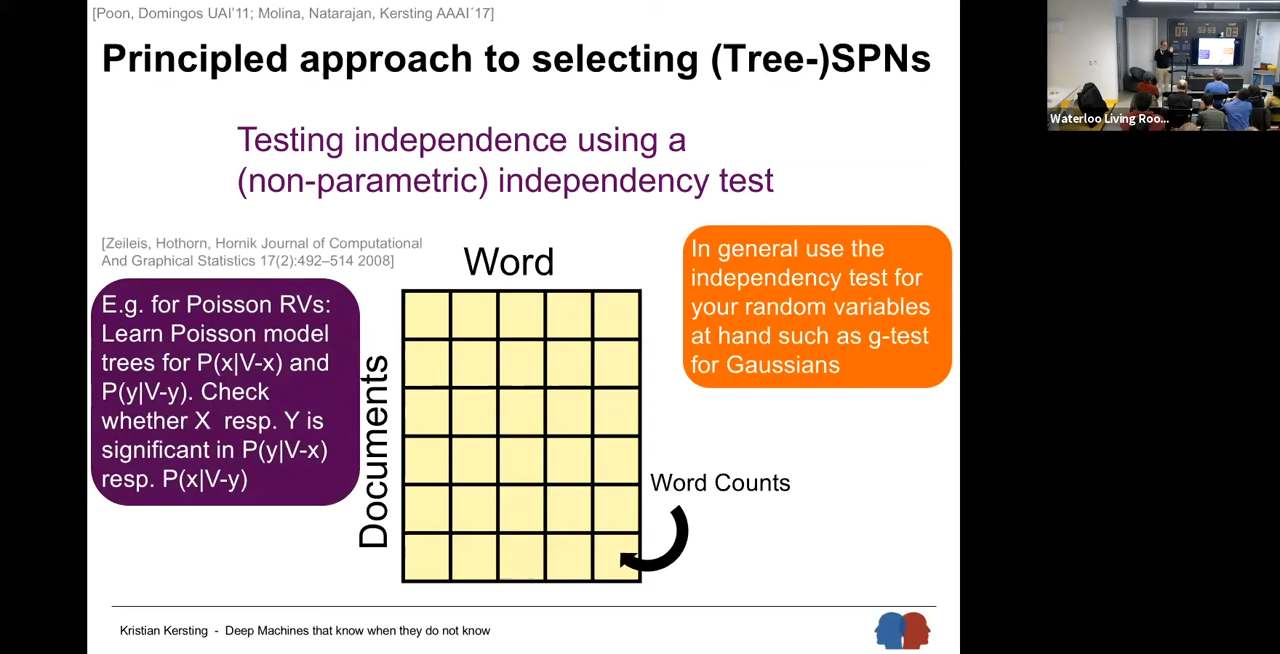 [Poon, Domingos UAI'11; Molina, Natarajan, Kersting AAAI´17]
Principled approach to selecting (Tree-)SPNs
Testing independence using a
(non-parametric) independency test
[Zeileis, Hothorn, Hornik Journal of Computational
And Graphical Statistics 17(2):492–514 2008]
E.g. for Poisson RVs:
Learn Poisson model
trees for P(x|V-x) and
P(y|V-y). Check
whether X resp. Y is
significant in P(y|V-x)
resp. P(x|V-y)
Word
Documents
In general use the
independency test for
your random variables
at hand such as g-test
for Gaussians
Word Counts
Kristian Kersting - Deep Machines that know when they do not know
Waterloo Living Roo...